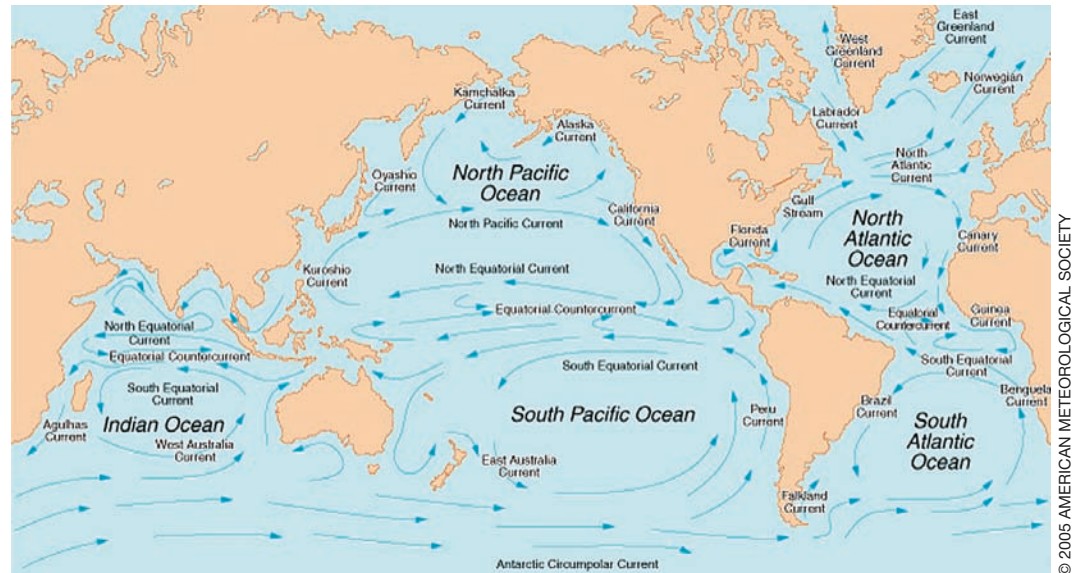 East
Greenland
Current
West
Greenland
Current
Norwegian
Current
Kamchatka
Current
Labrador
Current
Alaska
Current
North
Atlantic
Current
Oyashio
Current
North Pacific
Ocean
Gulf
Stream
California
Current
North Pacific Current
North
Atlantic
Ocean
Florida
Current
Canary
Current
Kuroshio
Current
North Equatorial Current
North Equatorial
Current
Equatorial Countercurrent
Equatorial
Countercurrent
Guinea
Current
North Equatorial
Current
Equatorial Countercurrent
South Equatorial Current
South Equatorial
Current
South Equatorial
Current
Benguela
Current
Indian Ocean
Agulhas
Current
West Australia
Current
South Pacific Ocean
Peru
Current
Brazil
Current
South
Atlantic
Ocean
East Australia
Current
Falkland
Current
Antarctic Circumpolar Current
© 2005 AMERICAN METEOROLOGICAL SOCIETY